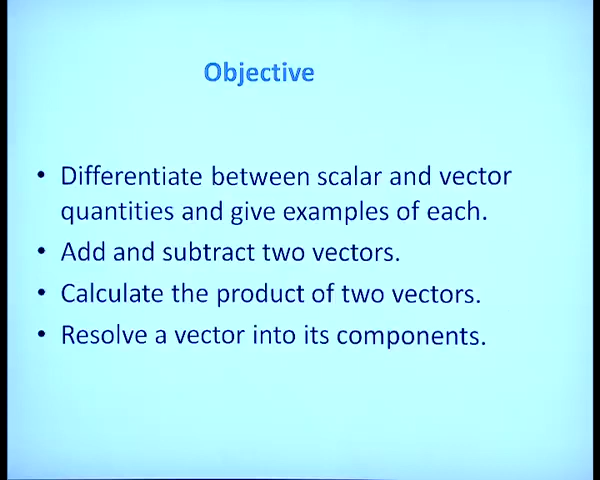 Objective
• Differentiate between scalar and vector
quantities and give examples of each.
• Add and subtract two vectors.
• Calculate the product of two vectors.
• Resolve a vector into its components.